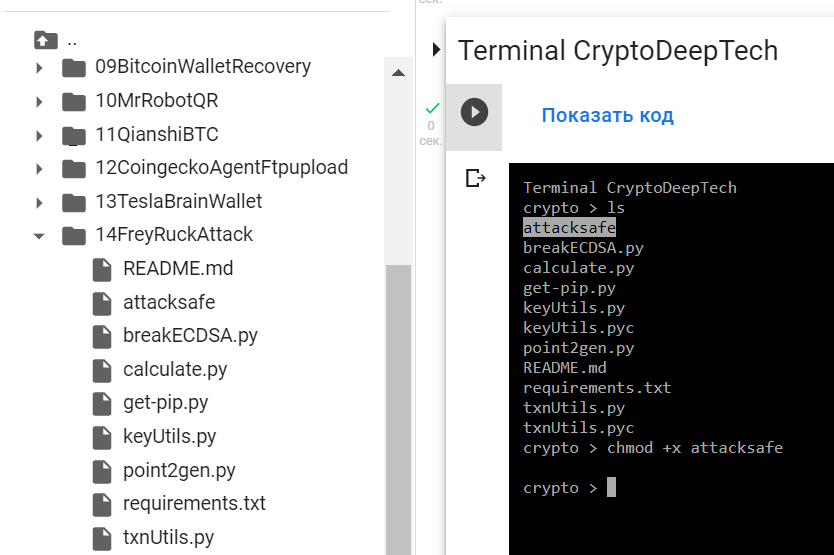 ..
09BitcoinWalletRecovery
10MrRobotQR
11QianshiBTC
12CoingeckoAgentFtpupload
13TeslaBrainWallet
14FreyRuckAttack
README.md
attacksafe
breakECDSA.py
calculate.py
get-pip.py
keyUtils.py
point2gen.py
requirements.txt
txnUtils.py
сек.
0
сек.
Terminal CryptoDeepTech
Показать код
Terminal CryptoDeepTech
crypto > ls
attacksafe
breakECDSA.py
calculate.py
get-pip.py
keyUtils.py
keyUtils.pyc
point2gen.py
README.md
requirements.txt
txnUtils.py
txnUtils.pyc
crypto > chmod +x attacksafe
crypto >